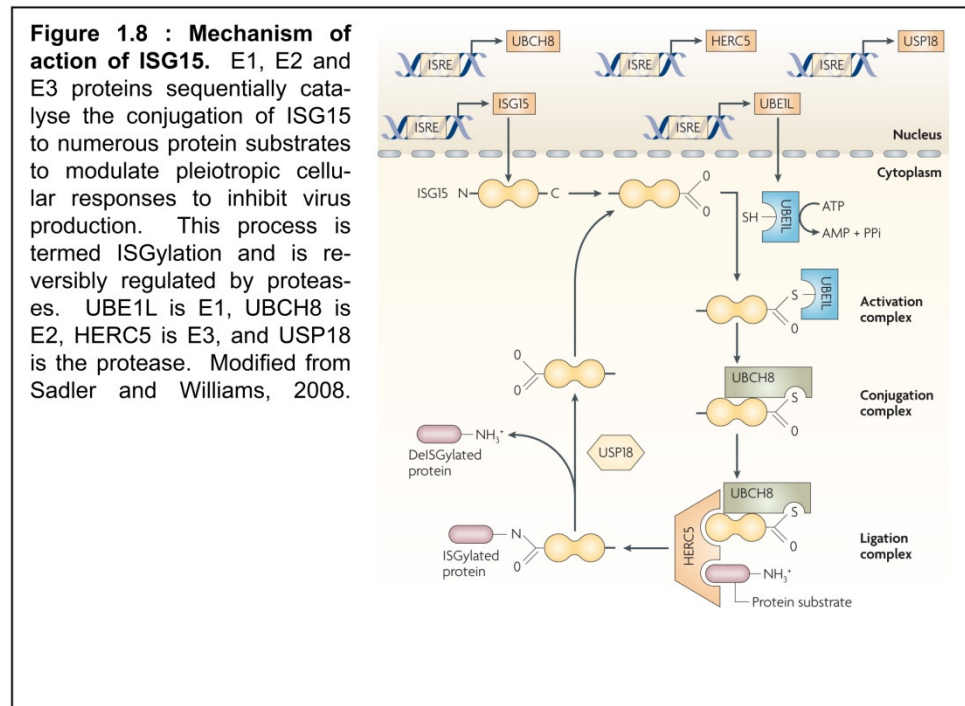 Figure 1.8 : Mechanism of
action of ISG15. E1, E2 and
E3 proteins sequentially cata-
lyse the conjugation of ISG15
to numerous protein substrates
to modulate pleiotropic cellu-
lar responses to inhibit virus
production. This process is
termed ISGylation and is re-
versibly regulated by proteas-
es. UBE1L is E1, UBCH8 is
E2, HERC5 is E3, and USP18
is the protease. Modified from
Sadler and Williams, 2008.
UBCH8
ISRE
HERC5
ISRE
USP18
ISRE
ISG15
ISRE
UBE1L
ISRE
Nucleus
Cytoplasm
ISG15 N
C
O
O
SH
UBE1L
ATP
AMP + PPi
S
O
UBE1L
Activation
complex
UBCH8
S
O
Conjugation
complex
O
O
USP18
NH3+
DeISGylated
protein
UBCH8
S
O
HERC5
NH3+
Protein substrate
Ligation
complex
N
O
ISGylated
protein